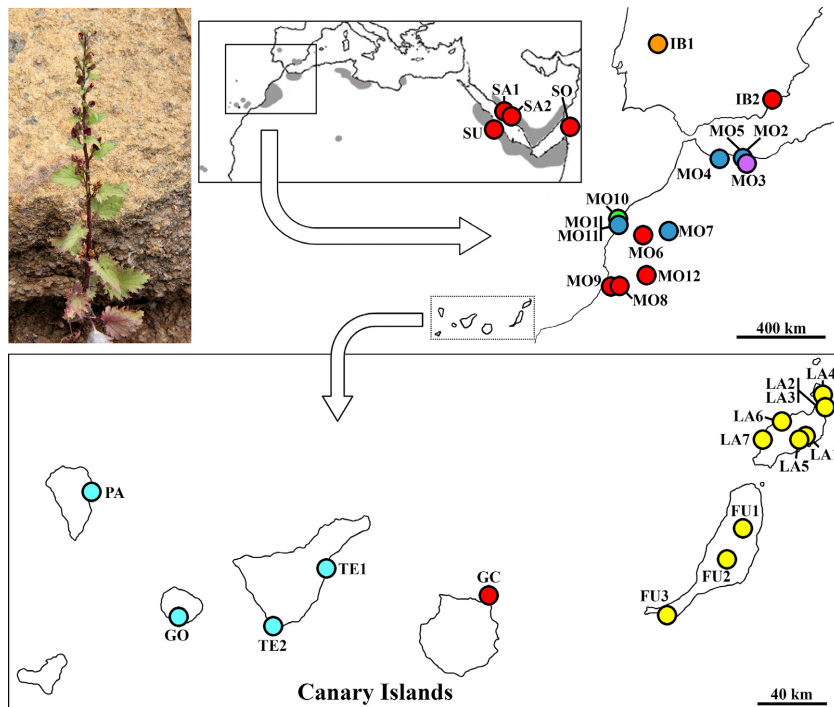 IB1
SA1
SO
SA2
IB2
SU
MO5
MO2
MO4
MO3
MO10
MO1
MO11
MO7
MO6
MO12
MO9
MO8
400 km
LA4
LA2
LA3
LA6
LA7
LA1
LA5
PA
FU1
TE1
GC
FU2
FU3
GO
TE2
Canary Islands
40 km